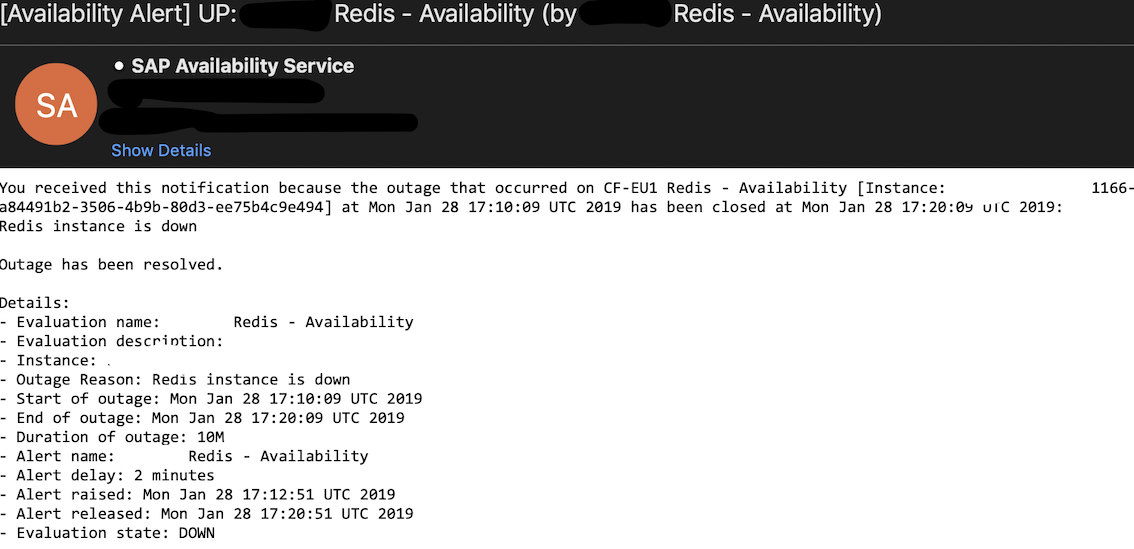 [Availability Alert] UP: Redis - Availability (by Redis - Availability)
SA
• SAP Availability Service
Show Details
You received this notification because the outage that occurred on CF-EU1 Redis - Availability [Instance: 1166-
a84491b2-3506-4b9b-80d3-ee75b4c9e494] at Mon Jan 28 17:10:09 UTC 2019 has been closed at Mon Jan 28 17:20:09 UTC 2019:
Redis instance is down
Outage has been resolved.
Details:
- Evaluation name: Redis - Availability
- Evaluation description:
- Instance:
- Outage Reason: Redis instance is down
- Start of outage: Mon Jan 28 17:10:09 UTC 2019
- End of outage: Mon Jan 28 17:20:09 UTC 2019
- Duration of outage: 10M
- Alert name: Redis - Availability
- Alert delay: 2 minutes
- Alert raised: Mon Jan 28 17:12:51 UTC 2019
- Alert released: Mon Jan 28 17:20:51 UTC 2019
- Evaluation state: DOWN